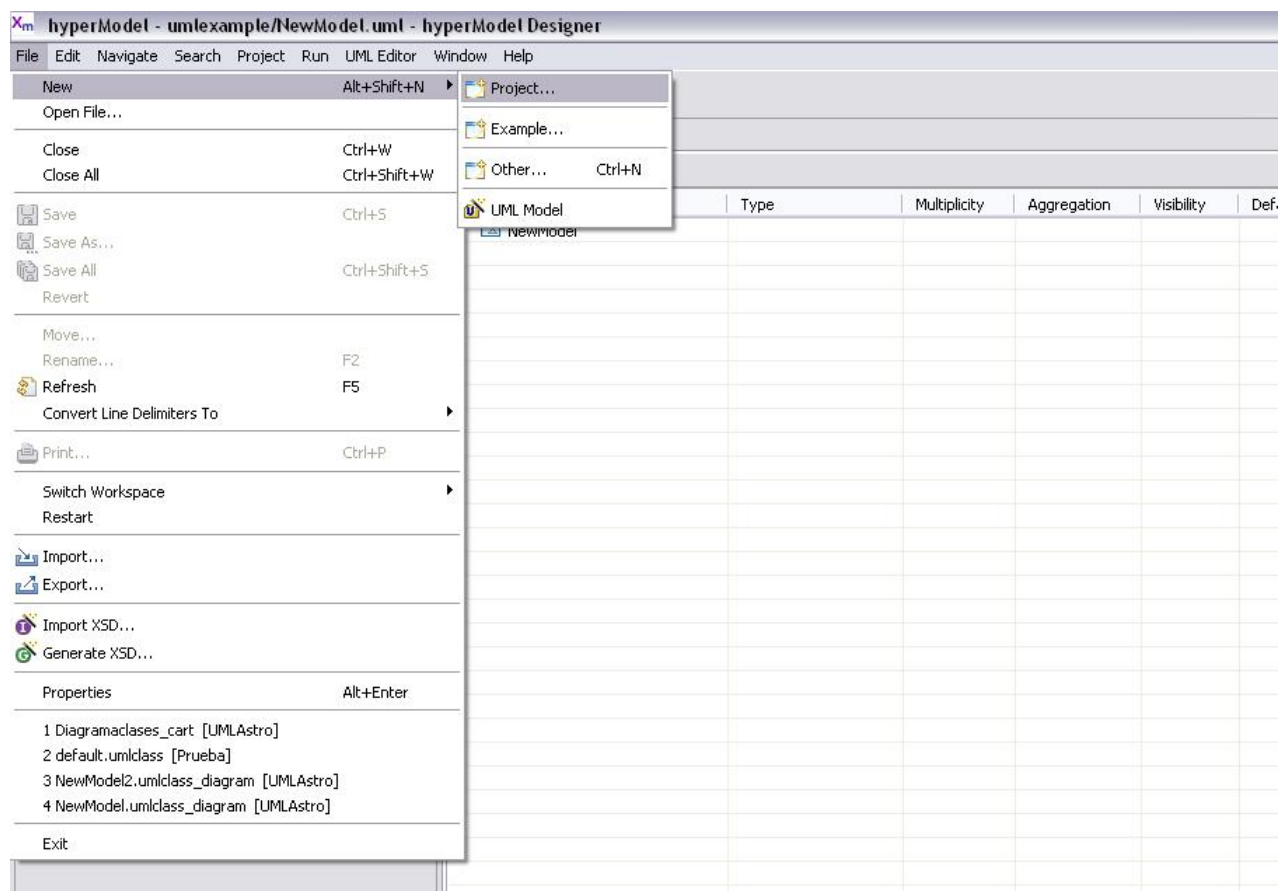 Xm hyperModel - umlexample/NewModel.uml - hyperModel Designer
File Edit Navigate Search Project Run UML Editor Window Help
New Alt+Shift+N
Open File...
Close Ctrl+W
Close All Ctrl+Shift+W
Save Ctrl+S
Save As...
Save All Ctrl+Shift+S
Revert
Move...
Rename... F2
Refresh F5
Convert Line Delimiters To
Print... Ctrl+P
Switch Workspace
Restart
Import...
Export...
Import XSD...
Generate XSD...
Properties Alt+Enter
1 Diagramaclases_cart [UMLAstro]
2 default.umlclass [Prueba]
3 NewModel2.umlclass_diagram [UMLAstro]
4 NewModel.umlclass_diagram [UMLAstro]
Exit
Project...
Example...
Other... Ctrl+N
UML Model
Type Multiplicity Aggregation Visibility
NewModel